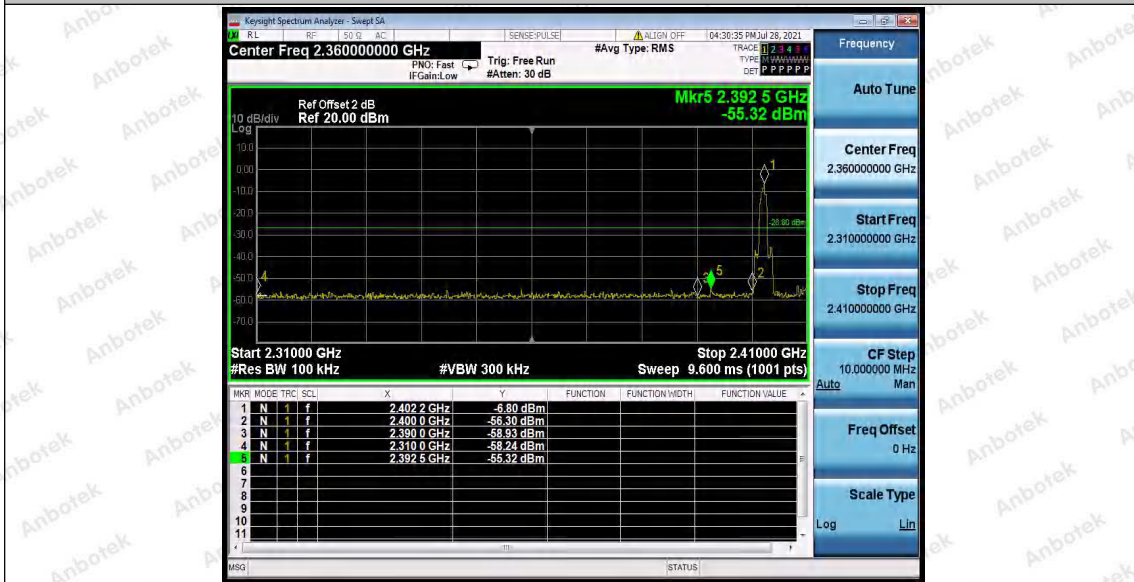 Keysight Spectrum Analyzer - Swept SA
RL RF 50 Ω AC SENSE:PULSE ALIGN OFF 04:30:35 PM Jul 28, 2021
Center Freq 2.360000000 GHz #Avg Type: RMS TRACE 1 2 3 4 5 6
PNO: Fast Trig: Free Run TYPE M WWWWW
IFGain:Low #Atten: 30 dB DET P P P P P P
Mkr5 2.392 5 GHz
-55.32 dBm
Ref Offset 2 dB
10 dB/div Ref 20.00 dBm
Log
10.0
0.00
-10.0
-20.0
-30.0
-40.0
-50.0
-60.0
-70.0
1
-26.80 dBm
4
5
2
Start 2.31000 GHz Stop 2.41000 GHz
#Res BW 100 kHz #VBW 300 kHz Sweep 9.600 ms (1001 pts)
MKR MODE TRC SCL X Y FUNCTION FUNCTION WIDTH FUNCTION VALUE
1 N 1 f 2.402 2 GHz -6.80 dBm
2 N 1 f 2.400 0 GHz -56.30 dBm
3 N 1 f 2.390 0 GHz -58.93 dBm
4 N 1 f 2.310 0 GHz -58.24 dBm
5 N 1 f 2.392 5 GHz -55.32 dBm
6
7
8
9
10
11
MSG STATUS
Frequency
Auto Tune
Center Freq
2.360000000 GHz
Start Freq
2.310000000 GHz
Stop Freq
2.410000000 GHz
CF Step
10.000000 MHz
Auto Man
Freq Offset
0 Hz
Scale Type
Log Lin
Anbotek